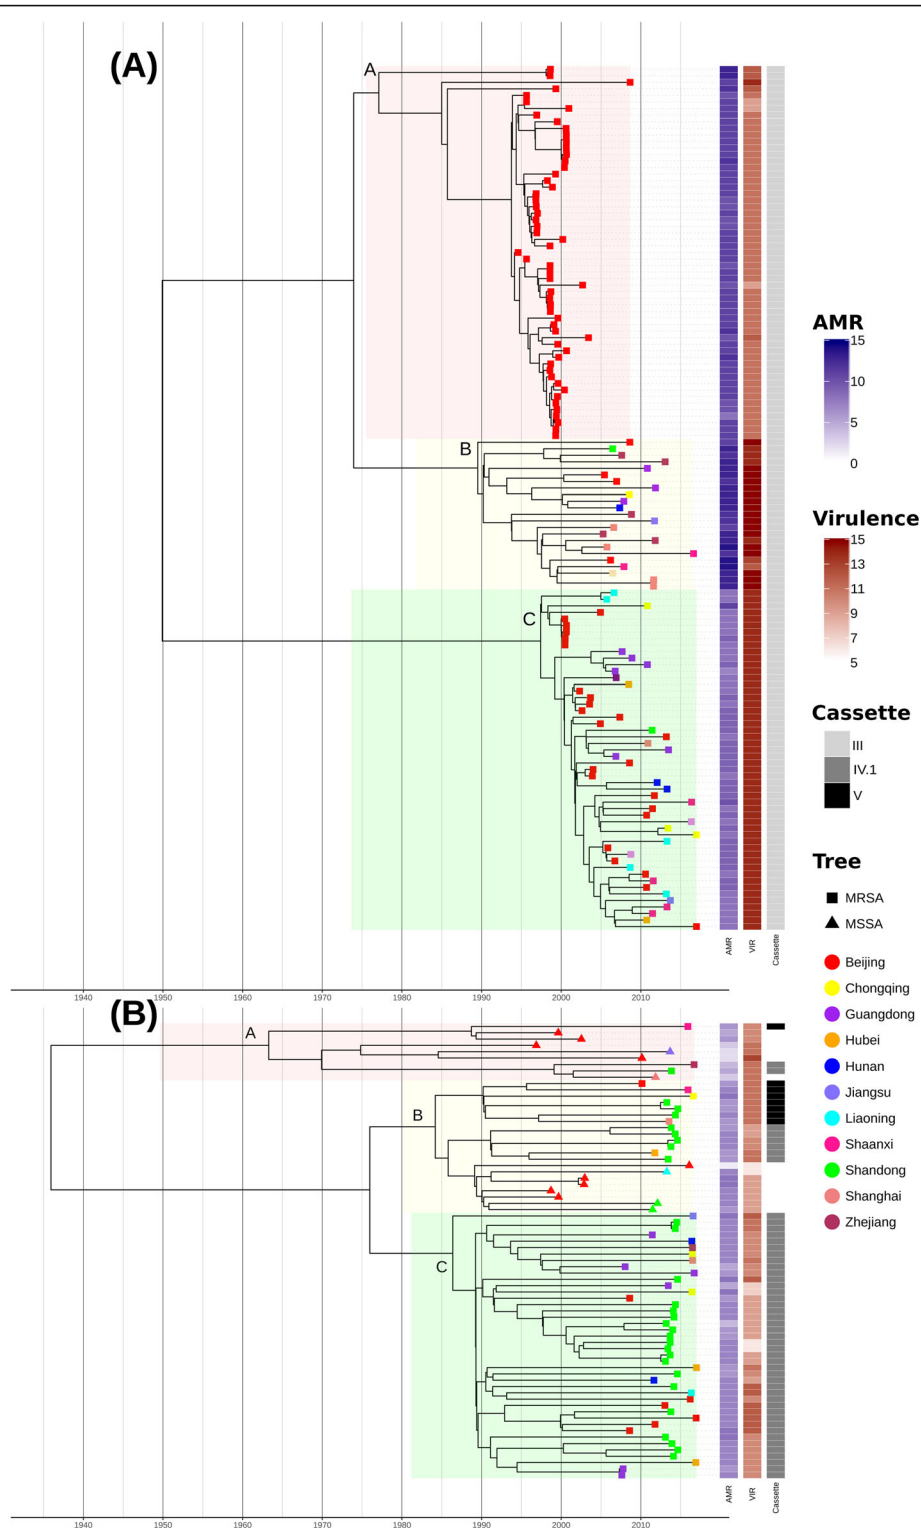 (A)
A
B
C
AMR
15
10
5
0
Virulence
15
13
11
9
7
5
Cassette
III
IV.1
V
Tree
MRSA
MSSA
Beijing
Chongqing
Guangdong
Hubei
Hunan
Jiangsu
Liaoning
Shaanxi
Shandong
Shanghai
Zhejiang
AMR VIR Cassette
1940 1950 1960 1970 1980 1990 2000 2010
(B)
A
B
C
AMR VIR Cassette
1940 1950 1960 1970 1980 1990 2000 2010